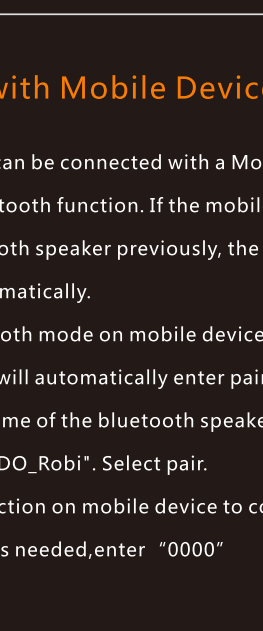 with Mobile Device
can be connected with a Mo
tooth function. If the mobil
oth speaker previously, the
matically.
oth mode on mobile device
will automatically enter pair
me of the bluetooth speake
DO_Robi". Select pair.
ction on mobile device to co
s needed,enter “0000”